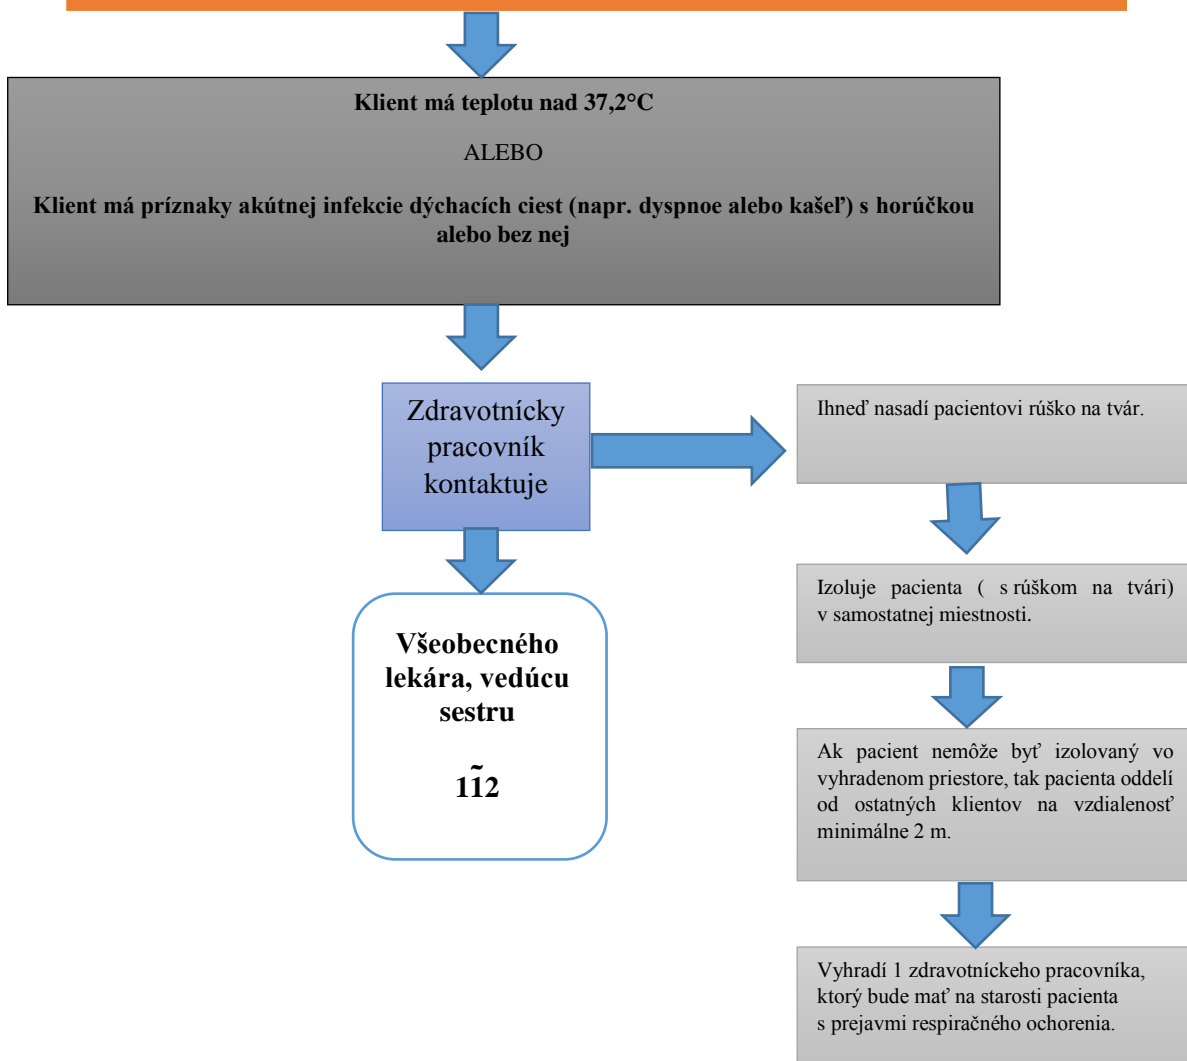 Klient má teplotu nad 37,2°C
ALEBO
Klient má príznaky akútnej infekcie dýchacích ciest (napr. dyspnoe alebo kašeľ) s horúčkou
alebo bez nej
Zdravotnícky
pracovník
kontaktuje
Všeobecného
lekára, vedúcu
sestru
11̃2
Ihneď nasadí pacientovi rúško na tvár.
Izoluje pacienta ( s rúškom na tvári)
v samostatnej miestnosti.
Ak pacient nemôže byť izolovaný vo
vyhradenom priestore, tak pacienta oddelí
od ostatných klientov na vzdialenosť
minimálne 2 m.
Vyhradí 1 zdravotníckeho pracovníka,
ktorý bude mať na starosti pacienta
s prejavmi respiračného ochorenia.